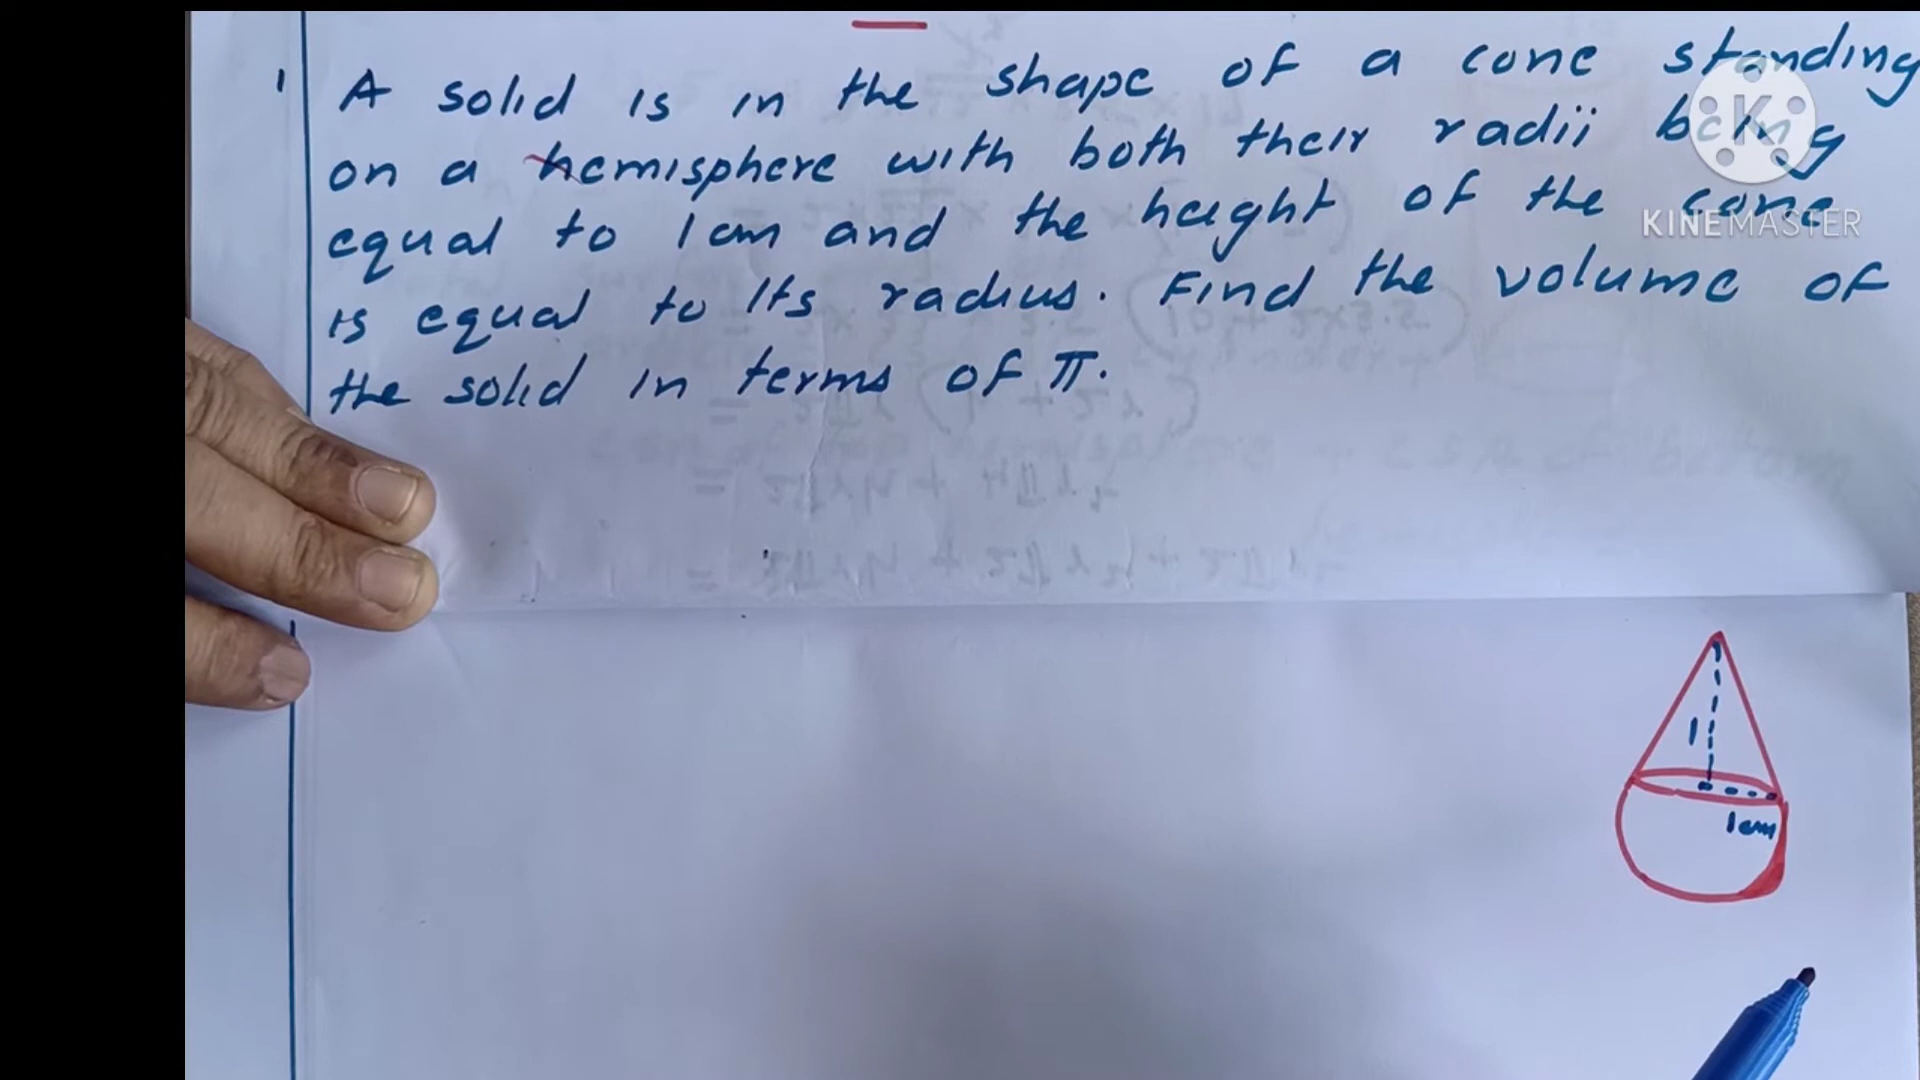 1 A solid is in the shape of a cone standing
on a hemisphere with both their radii being
equal to 1cm and the height of the cone
is equal to its radius. Find the volume of
the solid in terms of π.
K
KINEMASTER
1
1cm